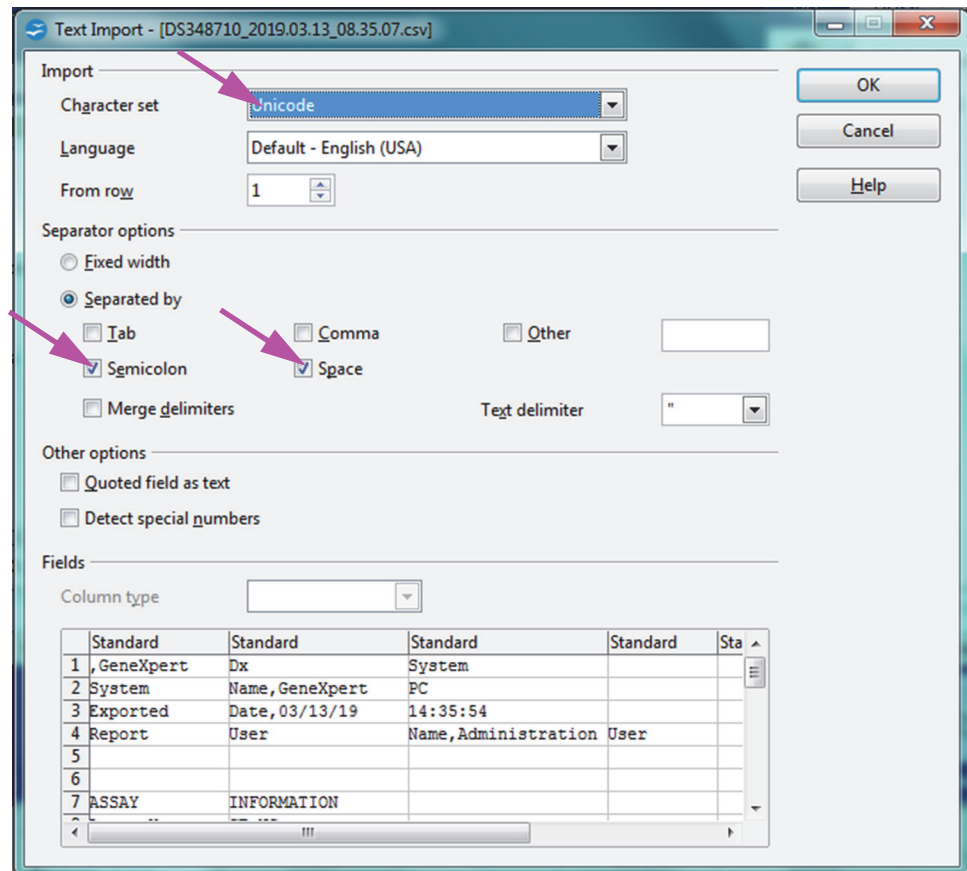 Text Import - [DS348710_2019.03.13_08.35.07.csv]
Import
OK
Character set Unicode
Cancel
Language Default - English (USA)
From row 1
Help
Separator options
Fixed width
Separated by
Tab Comma Other
Semicolon Space
Merge delimiters Text delimiter "
Other options
Quoted field as text
Detect special numbers
Fields
Column type
Standard Standard Standard Standard Sta
1 ,GeneXpert Dx System
2 System Name,GeneXpert PC
3 Exported Date,03/13/19 14:35:54
4 Report User Name,Administration User
5
6
7 ASSAY INFORMATION